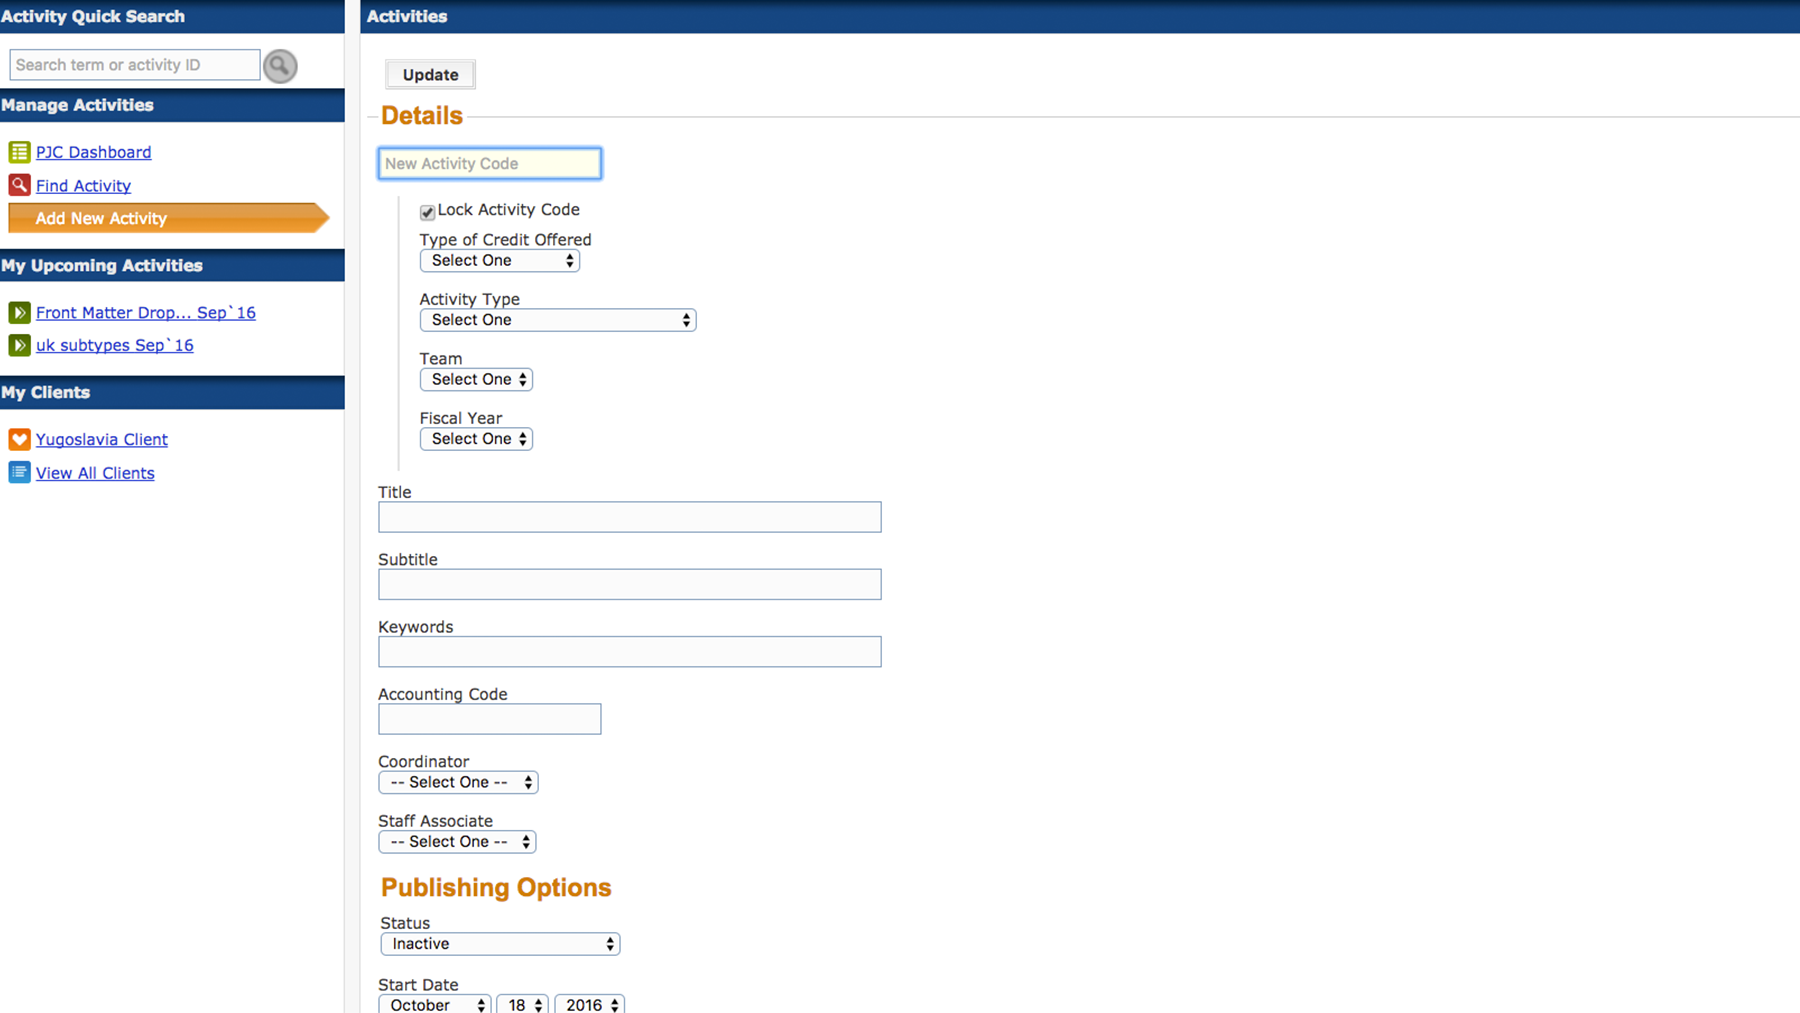 Activity Quick Search
Search term or activity ID
Manage Activities
PJC Dashboard
Find Activity
Add New Activity
My Upcoming Activities
Front Matter Drop... Sep`16
uk subtypes Sep`16
My Clients
Yugoslavia Client
View All Clients
Activities
Update
Details
New Activity Code
Lock Activity Code
Type of Credit Offered
Select One
Activity Type
Select One
Team
Select One
Fiscal Year
Select One
Title
Subtitle
Keywords
Accounting Code
Coordinator
-- Select One --
Staff Associate
-- Select One --
Publishing Options
Status
Inactive
Start Date
October 18 2016